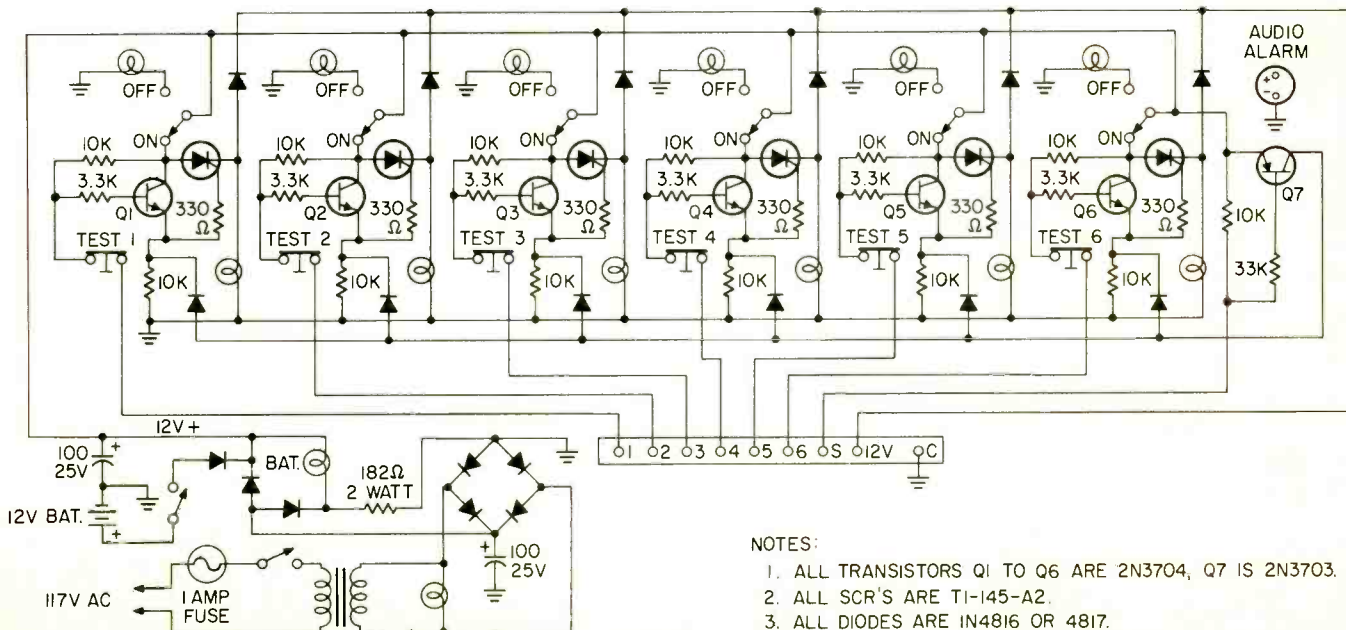 AUDIO
ALARM
OFF OFF OFF OFF OFF OFF
ON ON ON ON ON ON
10K 10K 10K 10K 10K 10K
3.3K 3.3K 3.3K 3.3K 3.3K 3.3K
Q1 Q2 Q3 Q4 Q5 Q6 Q7
330 Ω 330 Ω 330 Ω 330 Ω 330 Ω 330 Ω
10K
33K
TEST 1 TEST 2 TEST 3 TEST 4 TEST 5 TEST 6
10K 10K 10K 10K 10K 10K
12V+
1 2 3 4 5 6 S 12V C
100
25V
BAT.
182Ω
2 WATT
12V BAT.
+
100
25V
117V AC
1 AMP
FUSE
NOTES:
1. ALL TRANSISTORS Q1 TO Q6 ARE 2N3704, Q7 IS 2N3703.
2. ALL SCR'S ARE T1-145-A2.
3. ALL DIODES ARE IN4816 OR 4817.